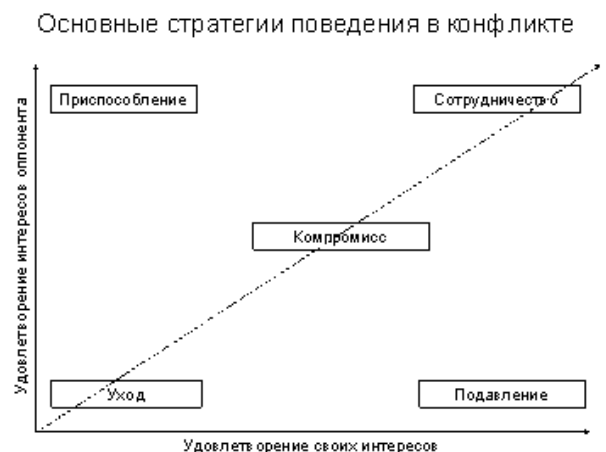 Основные стратегии поведения в конфликте
Удовлетворение интересов оппонента
Приспособление
Сотрудничество
Компромисс
Уход
Подавление
Удовлетворение своих интересов